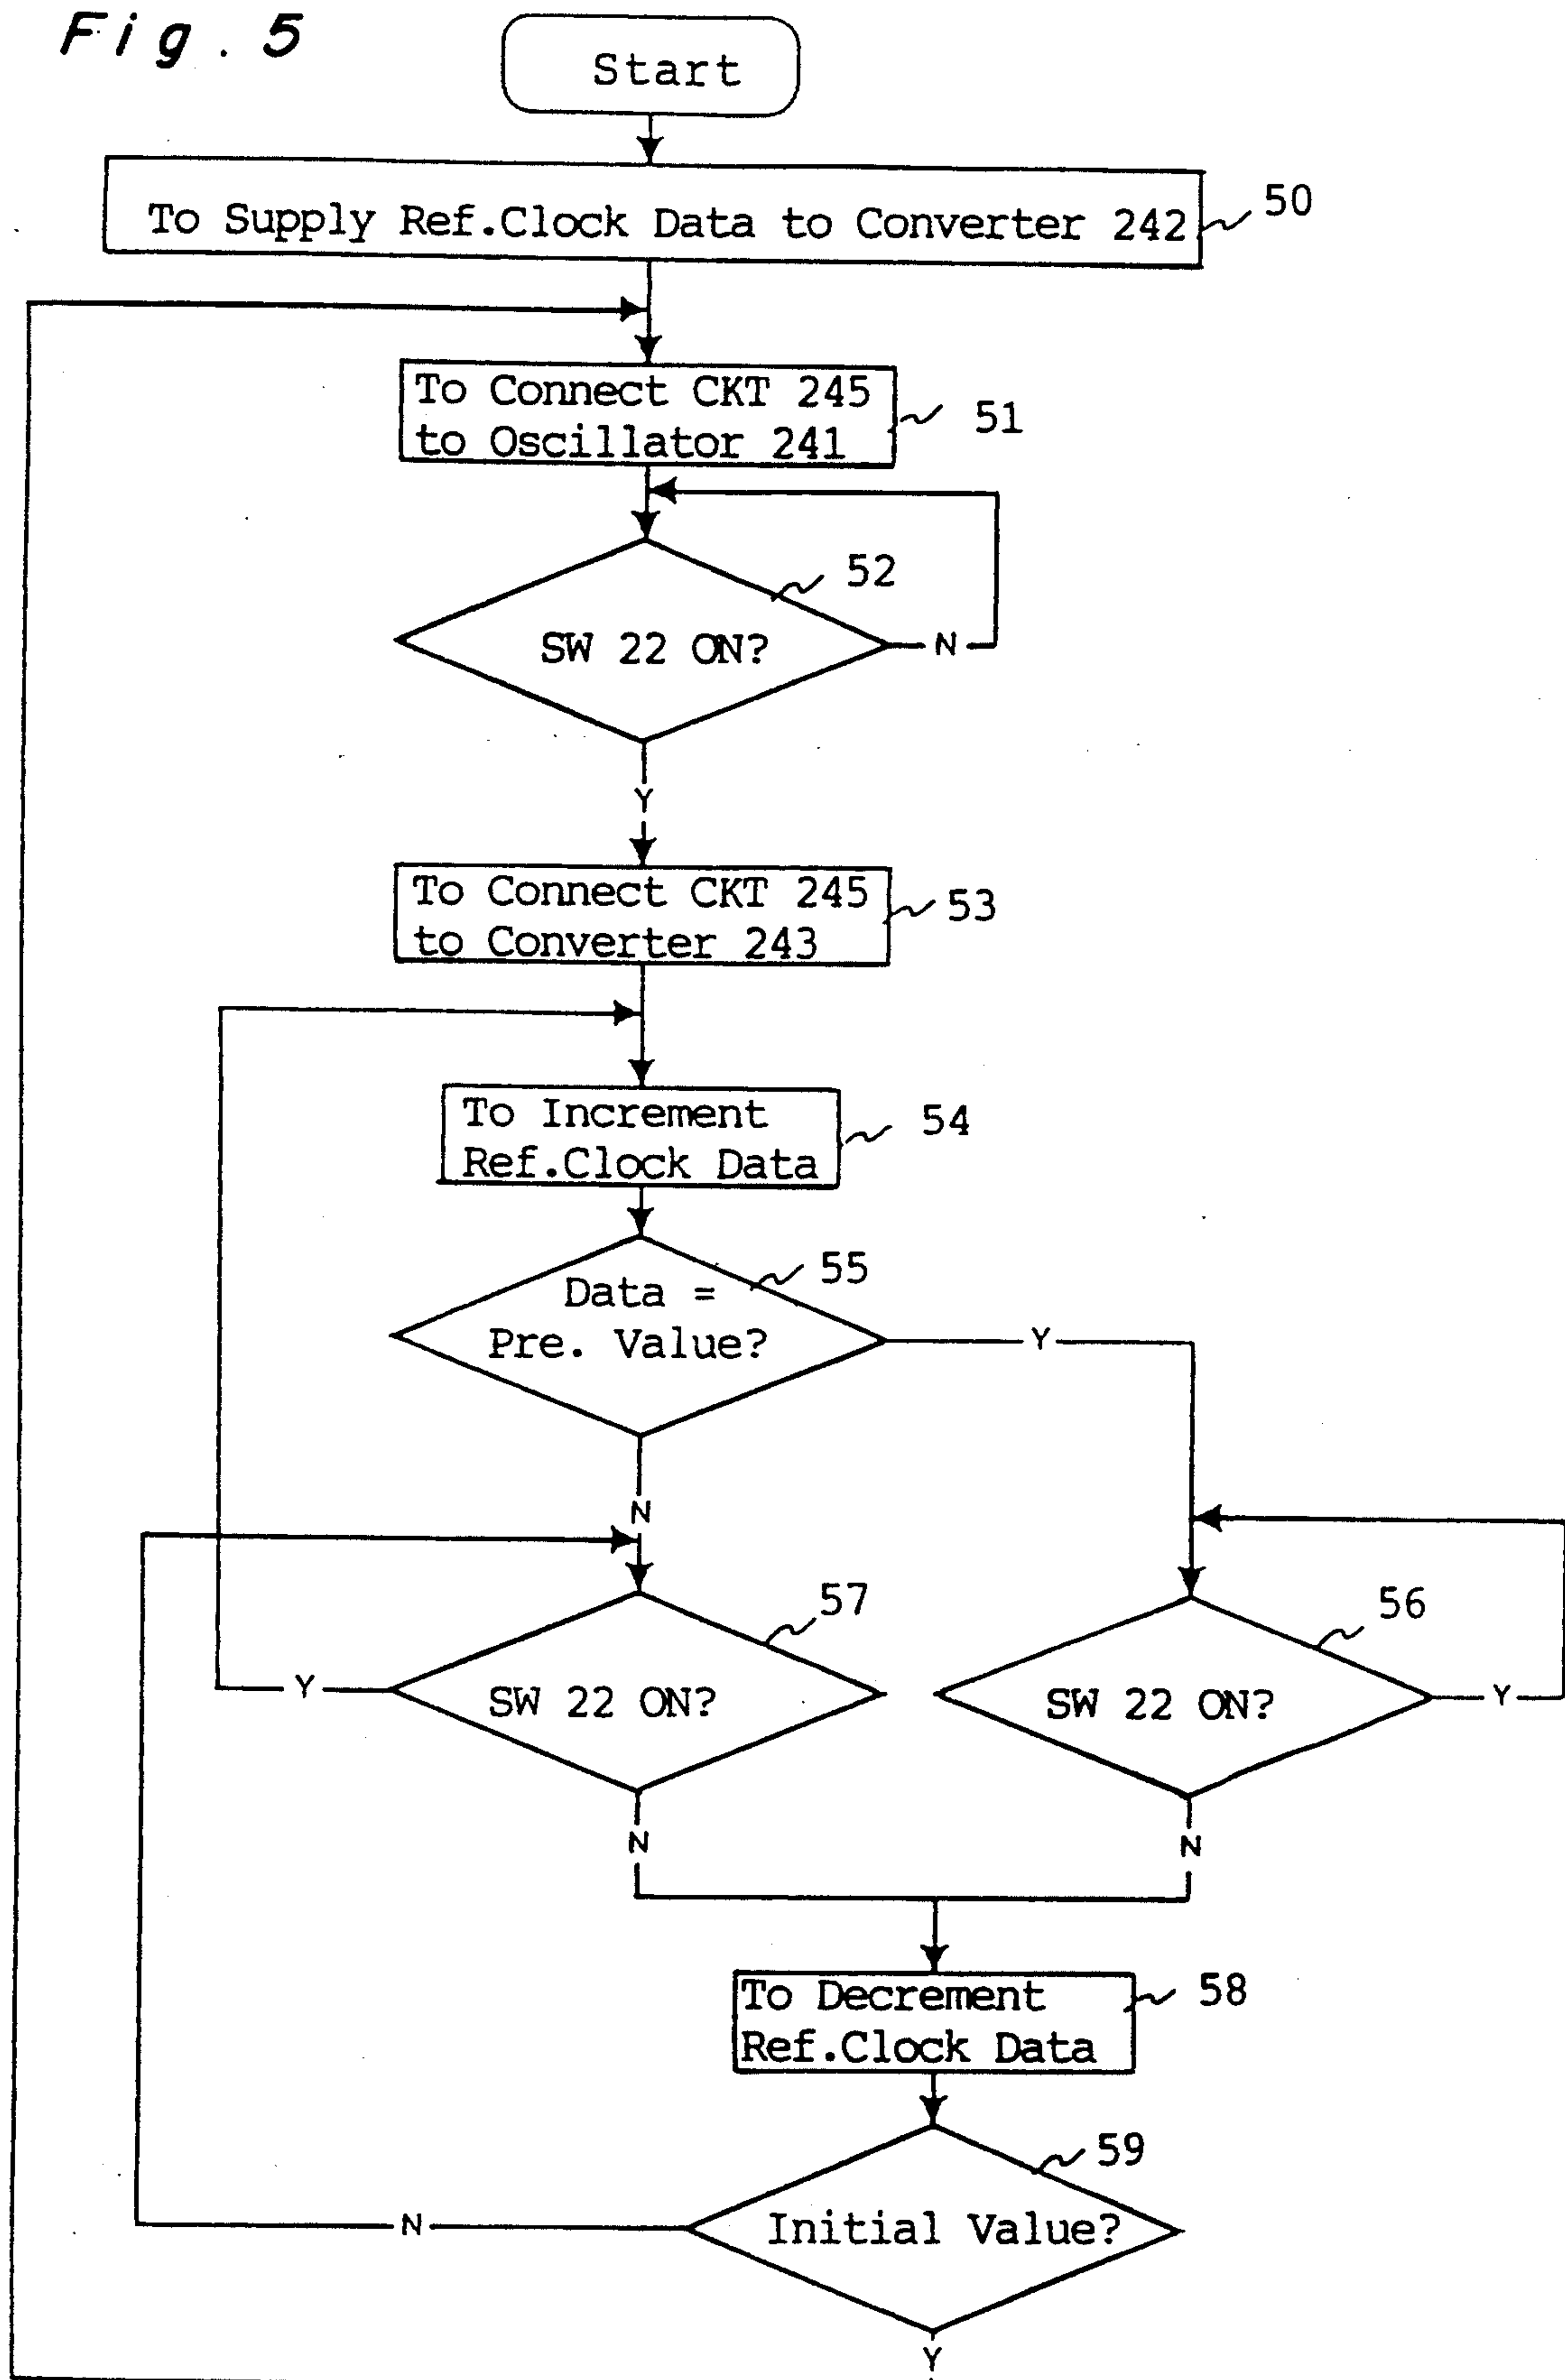 Fig. 5
Start
To Supply Ref.Clock Data to Converter 242
50
To Connect CKT 245
to Oscillator 241
51
52
SW 22 ON?
N
Y
To Connect CKT 245
to Converter 243
53
To Increment
Ref.Clock Data
54
55
Data =
Pre. Value?
Y
N
57
SW 22 ON?
Y
N
56
SW 22 ON?
Y
N
To Decrement
Ref.Clock Data
58
59
Initial Value?
N
Y